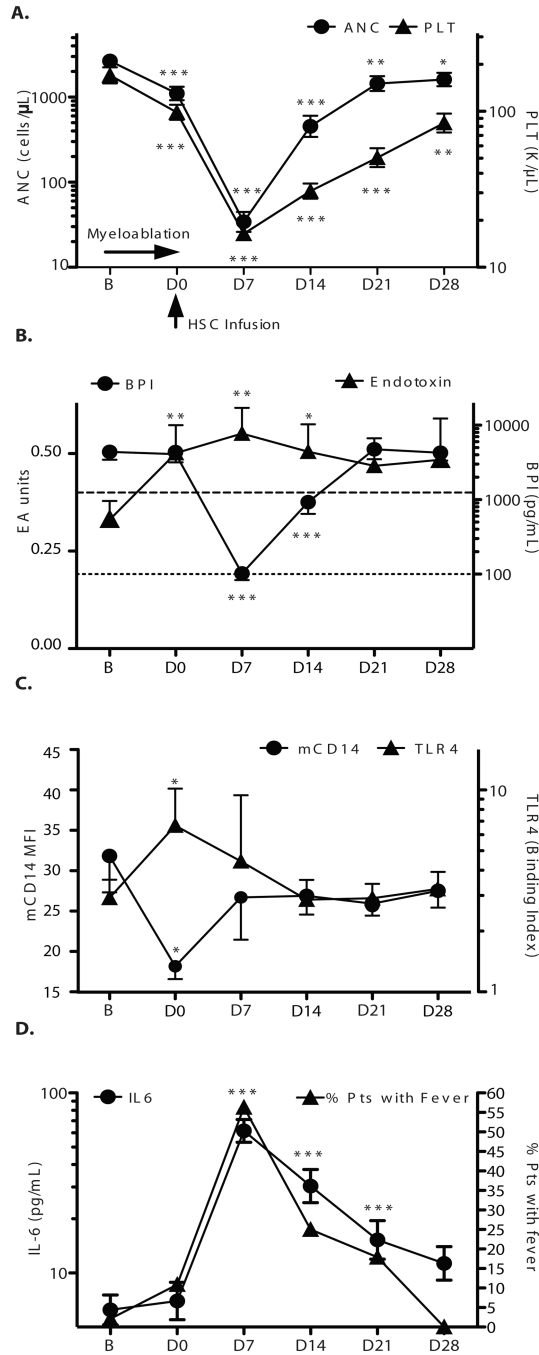 A.
ANC PLT
ANC (cells/μL)
PLT (K/μL)
1000
100
10
100
10
***
***
***
***
***
***
**
***
*
**
Myeloablation
B D0 D7 D14 D21 D28
HSC Infusion
B.
BPI Endotoxin
EA units
BPI (pg/mL)
0.50
0.25
0.00
10000
1000
100
**
**
*
***
***
B D0 D7 D14 D21 D28
C.
mCD14 TLR4
mCD14 MFI
TLR4 (Binding Index)
45
40
35
30
25
20
15
10
1
*
*
B D0 D7 D14 D21 D28
D.
IL6 % Pts with Fever
IL-6 (pg/mL)
% Pts with fever
100
10
60
55
50
45
40
35
30
25
20
15
10
5
0
***
***
***
B D0 D7 D14 D21 D28